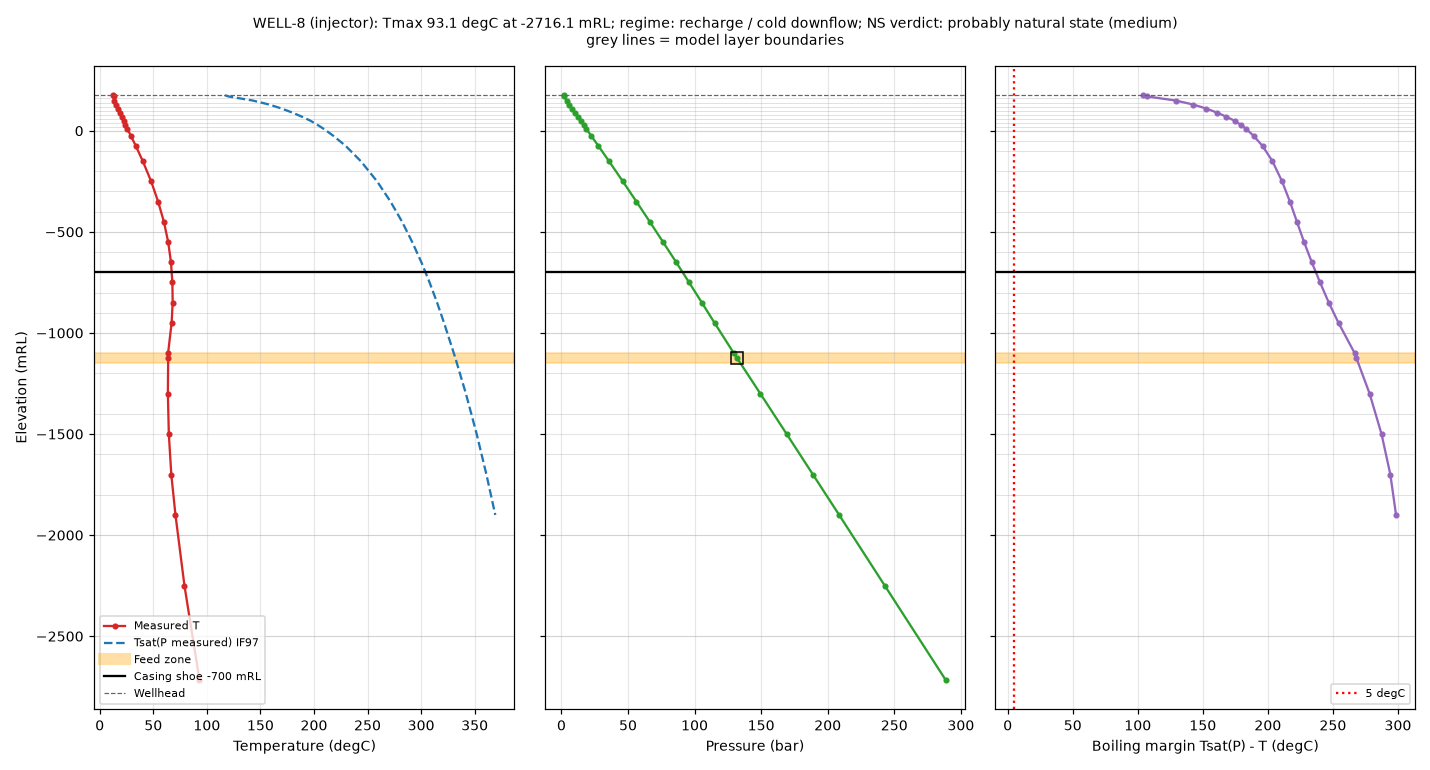 WELL-8 (injector): Tmax 93.1 degC at -2716.1 mRL; regime: recharge / cold downflow; NS verdict: probably natural state (medium)
grey lines = model layer boundaries
Elevation (mRL)
0
−500
−1000
−1500
−2000
−2500
Measured T
Tsat(P measured) IF97
Feed zone
Casing shoe -700 mRL
Wellhead
0 50 100 150 200 250 300 350
Temperature (degC)
0 50 100 150 200 250 300
Pressure (bar)
5 degC
0 50 100 150 200 250 300
Boiling margin Tsat(P) - T (degC)